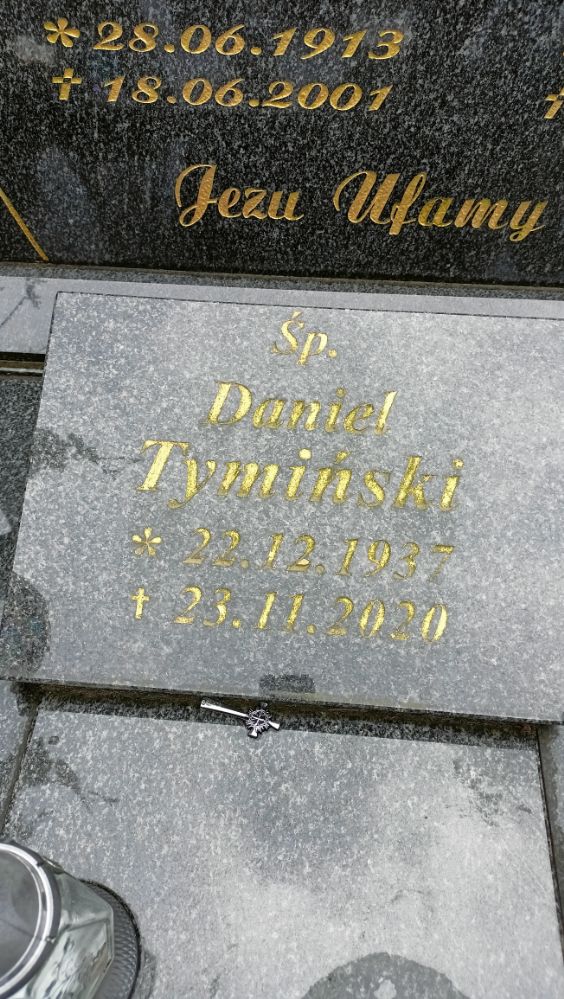 * 28.06.1913
✝ 18.06.2001
Jezu Ufamy
Śp.
Daniel
Tymiński
* 22.12.1937
✝ 23.11.2020